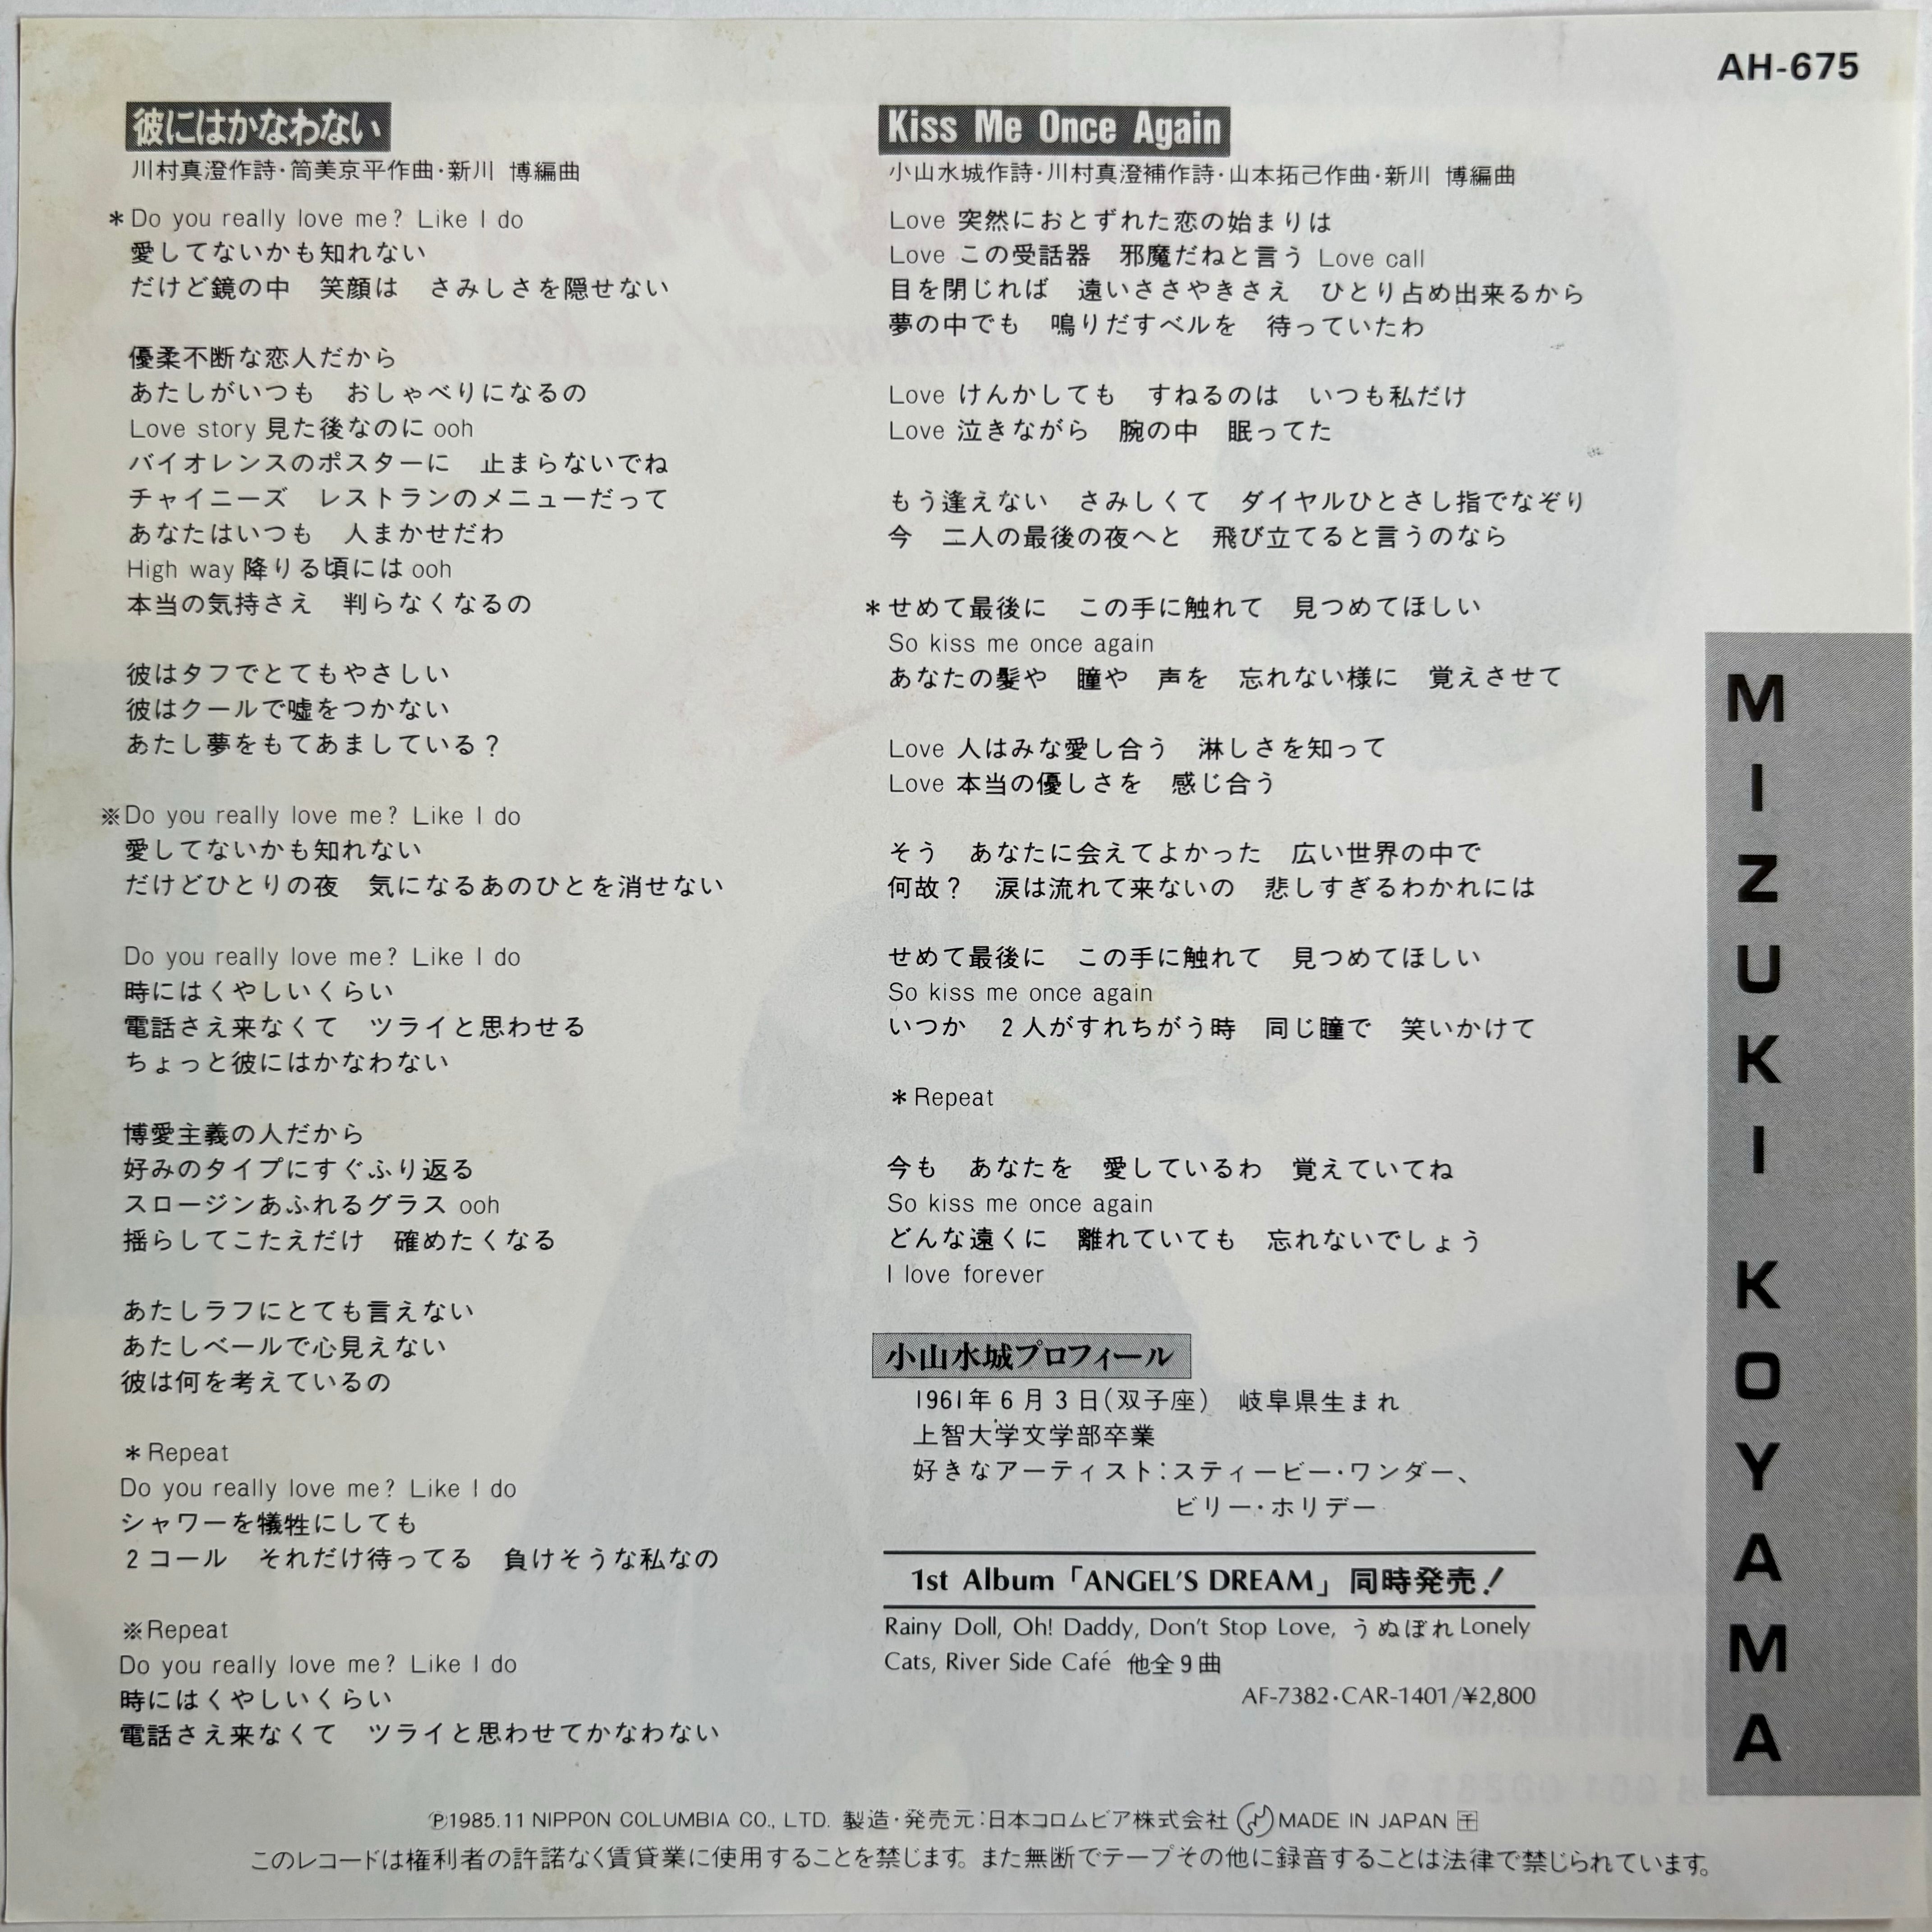 AH-675
彼にはかなわない
川村真澄作詩・筒美京平作曲・新川 博編曲
*Do you really love me? Like I do
愛してないかも知れない
だけど鏡の中 笑顔は さみしさを隠せない
優柔不断な恋人だから
あたしがいつも おしゃべりになるの
Love story 見た後なのに ooh
バイオレンスのポスターに 止まらないでね
チャイニーズ レストランのメニューだって
あなたはいつも 人まかせだわ
High way 降りる頃には ooh
本当の気持さえ 判らなくなるの
彼はタフでとてもやさしい
彼はクールで嘘をつかない
あたし夢をもてあましている?
※Do you really love me? Like I do
愛してないかも知れない
だけどひとりの夜 気になるあのひとを消せない
Do you really love me? Like I do
時にはくやしいくらい
電話さえ来なくて ツライと思わせる
ちょっと彼にはかなわない
博愛主義の人だから
好みのタイプにすぐふり返る
スロージンあふれるグラス ooh
揺らしてこたえだけ 確めたくなる
あたしラフにとても言えない
あたしベールで心見えない
彼は何を考えているの
*Repeat
Do you really love me? Like I do
シャワーを犠牲にしても
2コール それだけ待ってる 負けそうな私なの
※Repeat
Do you really love me? Like I do
時にはくやしいくらい
電話さえ来なくて ツライと思わせてかなわない
Kiss Me Once Again
小山水城作詩・川村真澄補作詩・山本拓己作曲・新川 博編曲
Love 突然におとずれた恋の始まりは
Love この受話器 邪魔だねと言う Love call
目を閉じれば 遠いささやきさえ ひとり占め出来るから
夢の中でも 鳴りだすベルを 待っていたわ
Love けんかしても すねるのは いつも私だけ
Love 泣きながら 腕の中 眠ってた
もう逢えない さみしくて ダイヤルひとさし指でなぞり
今 二人の最後の夜へと 飛び立てると言うのなら
*せめて最後に この手に触れて 見つめてほしい
So kiss me once again
あなたの髪や 瞳や 声を 忘れない様に 覚えさせて
Love 人はみな愛し合う 淋しさを知って
Love 本当の優しさを 感じ合う
そう あなたに会えてよかった 広い世界の中で
何故? 涙は流れて来ないの 悲しすぎるわかれには
せめて最後に この手に触れて 見つめてほしい
So kiss me once again
いつか 2人がすれちがう時 同じ瞳で 笑いかけて
*Repeat
今も あなたを 愛しているわ 覚えていてね
So kiss me once again
どんな遠くに 離れていても 忘れないでしょう
I love forever
小山水城プロフィール
1961年6月3日(双子座) 岐阜県生まれ
上智大学文学部卒業
好きなアーティスト:スティービー・ワンダー、
ビリー・ホリデー
1st Album「ANGEL'S DREAM」同時発売!
Rainy Doll, Oh! Daddy, Don't Stop Love, うぬぼれ Lonely
Cats, River Side Café 他全9曲
AF-7382・CAR-1401/¥2,800
MIZUKI KOYAMA
℗1985.11 NIPPON COLUMBIA CO., LTD. 製造・発売元:日本コロムビア株式会社 MADE IN JAPAN 千
このレコードは権利者の許諾なく賃貸業に使用することを禁じます。また無断でテープその他に録音することは法律で禁じられています。